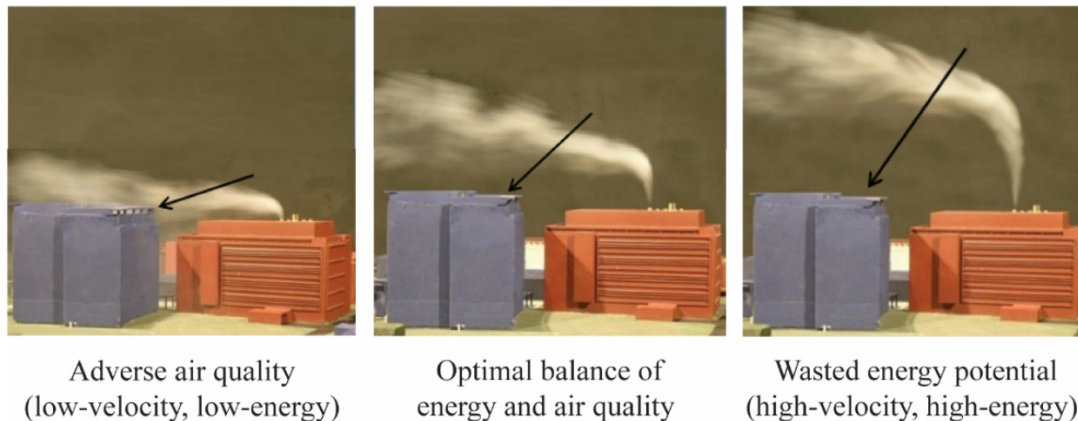 Adverse air quality
(low-velocity, low-energy)
Optimal balance of
energy and air quality
Wasted energy potential
(high-velocity, high-energy)